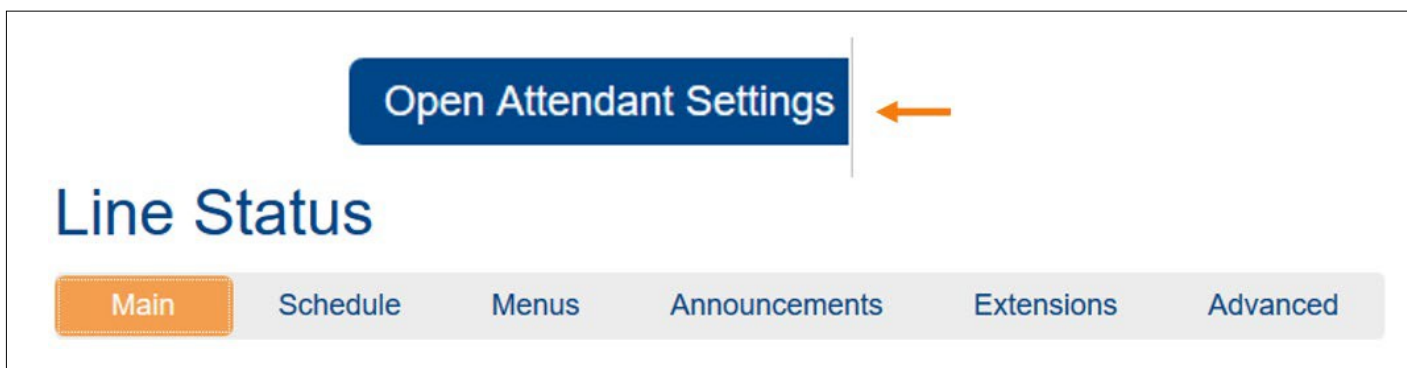 Open Attendant Settings
Line Status
Main Schedule Menus Announcements Extensions Advanced